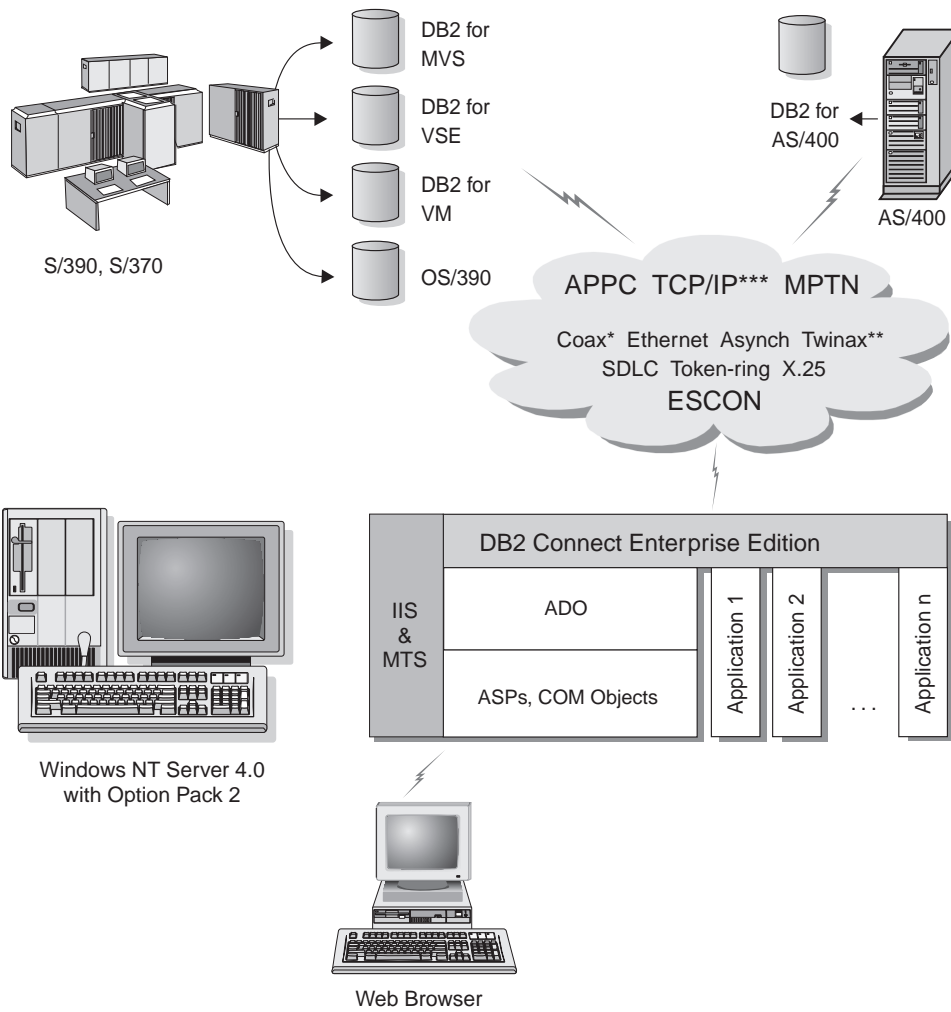 DB2 for
MVS
DB2 for
VSE
DB2 for
VM
OS/390
S/390, S/370
DB2 for
AS/400
AS/400
APPC TCP/IP*** MPTN
Coax* Ethernet Asynch Twinax**
SDLC Token-ring X.25
ESCON
DB2 Connect Enterprise Edition
IIS
&
MTS
ADO
ASPs, COM Objects
Application 1
Application 2
. . .
Application n
Windows NT Server 4.0
with Option Pack 2
Web Browser